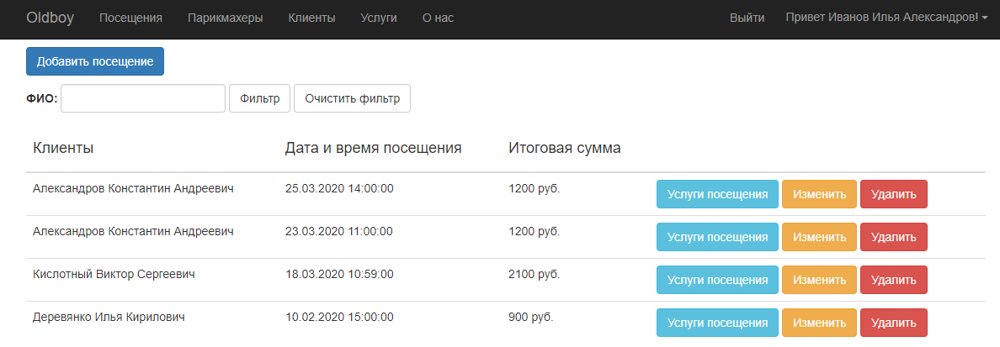 Oldboy Посещения Парикмахеры Клиенты Услуги О нас Выйти Привет Иванов Илья Александров!
Добавить посещение
ФИО: Фильтр Очистить фильтр
Клиенты Дата и время посещения Итоговая сумма
Александров Константин Андреевич 25.03.2020 14:00:00 1200 руб. Услуги посещения Изменить Удалить
Александров Константин Андреевич 23.03.2020 11:00:00 1200 руб. Услуги посещения Изменить Удалить
Кислотный Виктор Сергеевич 18.03.2020 10:59:00 2100 руб. Услуги посещения Изменить Удалить
Деревянко Илья Кирилович 10.02.2020 15:00:00 900 руб. Услуги посещения Изменить Удалить